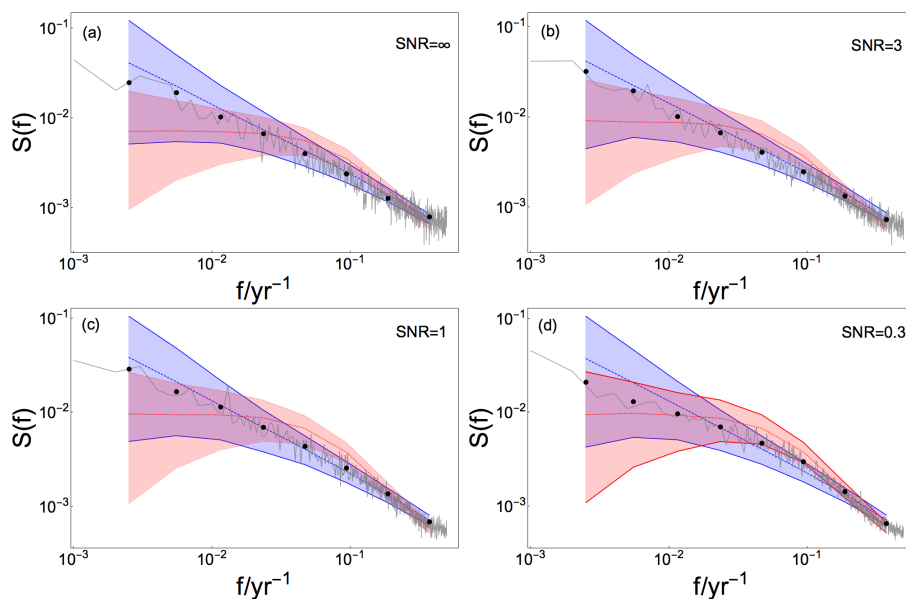 (a)
SNR=∞
S(f)
10⁻¹
10⁻²
10⁻³
10⁻³
10⁻²
10⁻¹
f/yr⁻¹
(b)
SNR=3
S(f)
10⁻¹
10⁻²
10⁻³
10⁻³
10⁻²
10⁻¹
f/yr⁻¹
(c)
SNR=1
S(f)
10⁻¹
10⁻²
10⁻³
10⁻³
10⁻²
10⁻¹
f/yr⁻¹
(d)
SNR=0.3
S(f)
10⁻¹
10⁻²
10⁻³
10⁻³
10⁻²
10⁻¹
f/yr⁻¹